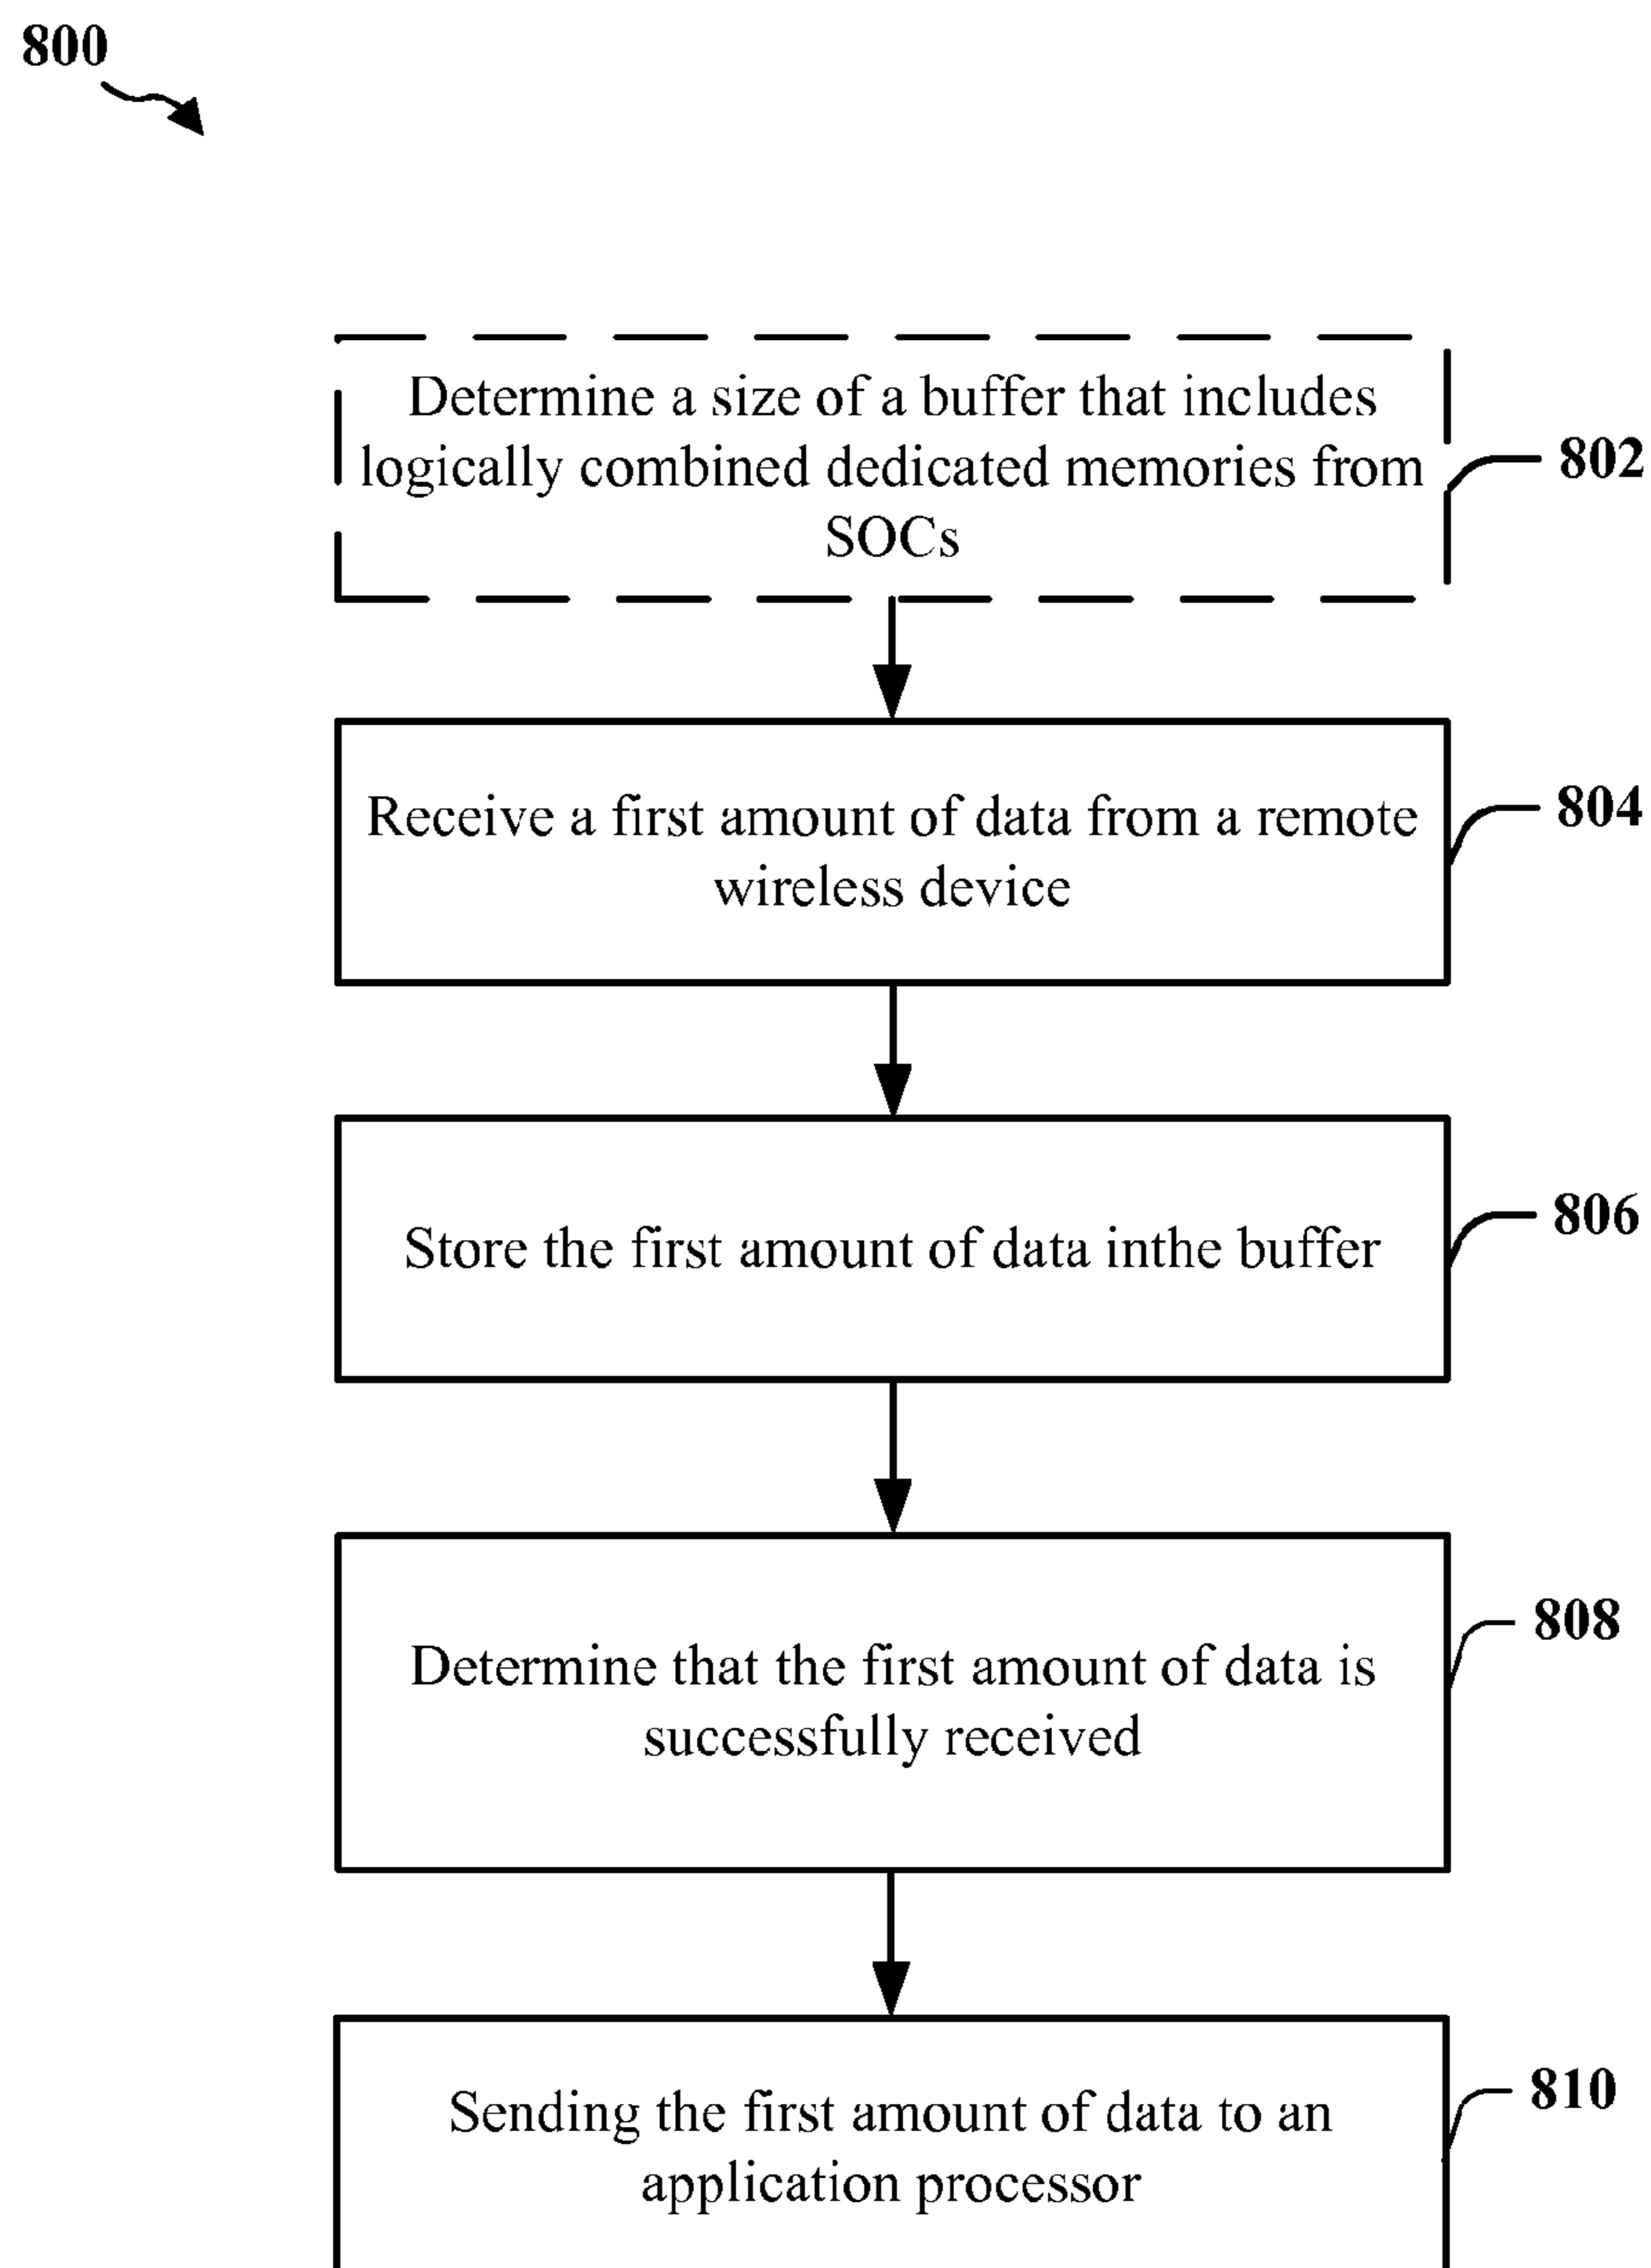 800
Determine a size of a buffer that includes
logically combined dedicated memories from
SOCs
802
Receive a first amount of data from a remote
wireless device
804
Store the first amount of data inthe buffer
806
Determine that the first amount of data is
successfully received
808
Sending the first amount of data to an
application processor
810